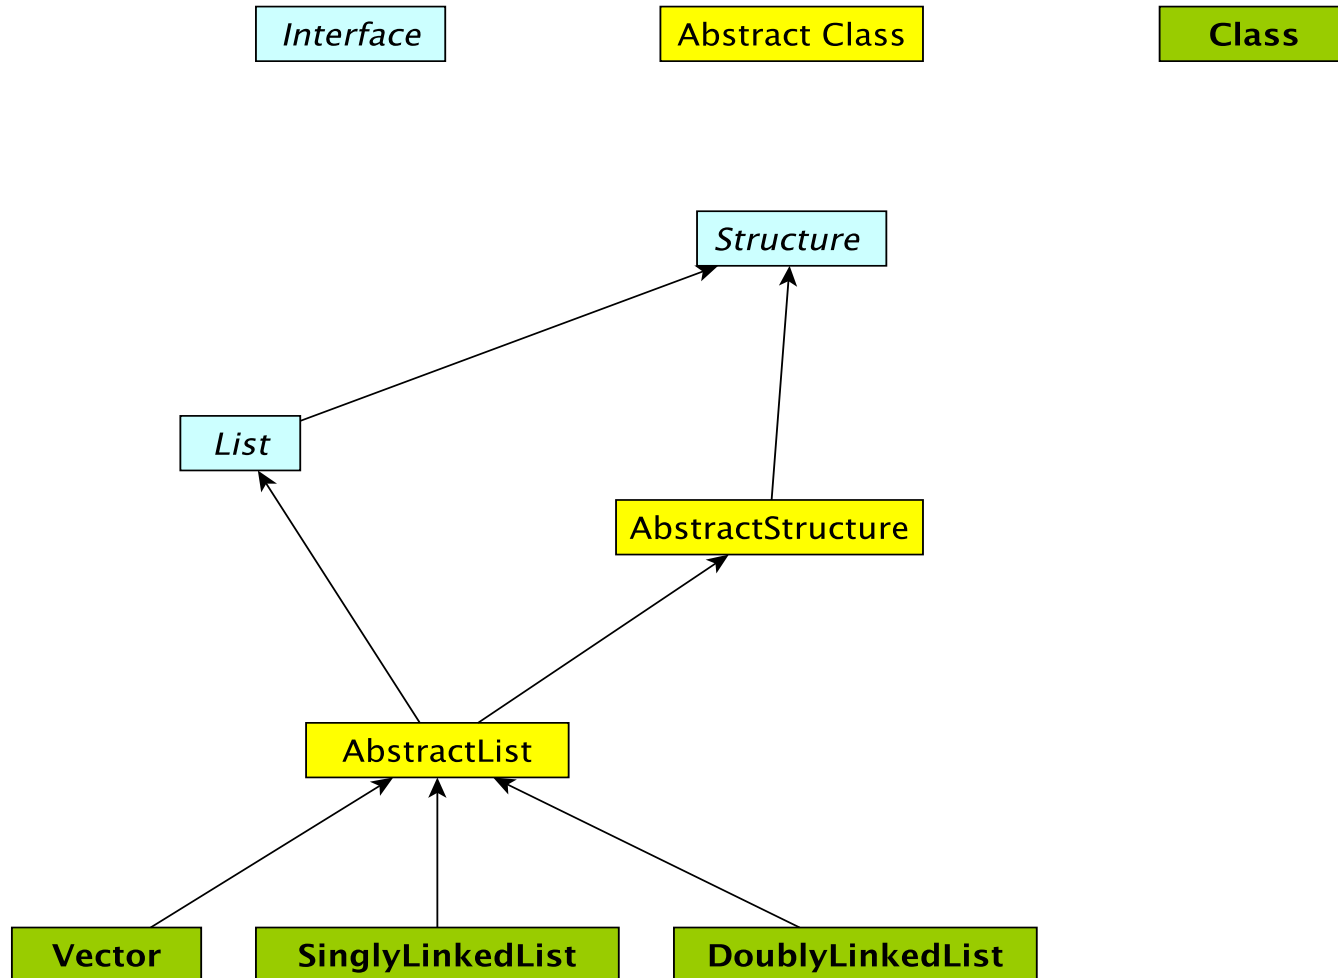 Interface
Abstract Class
Class
Structure
List
AbstractStructure
AbstractList
Vector
SinglyLinkedList
DoublyLinkedList